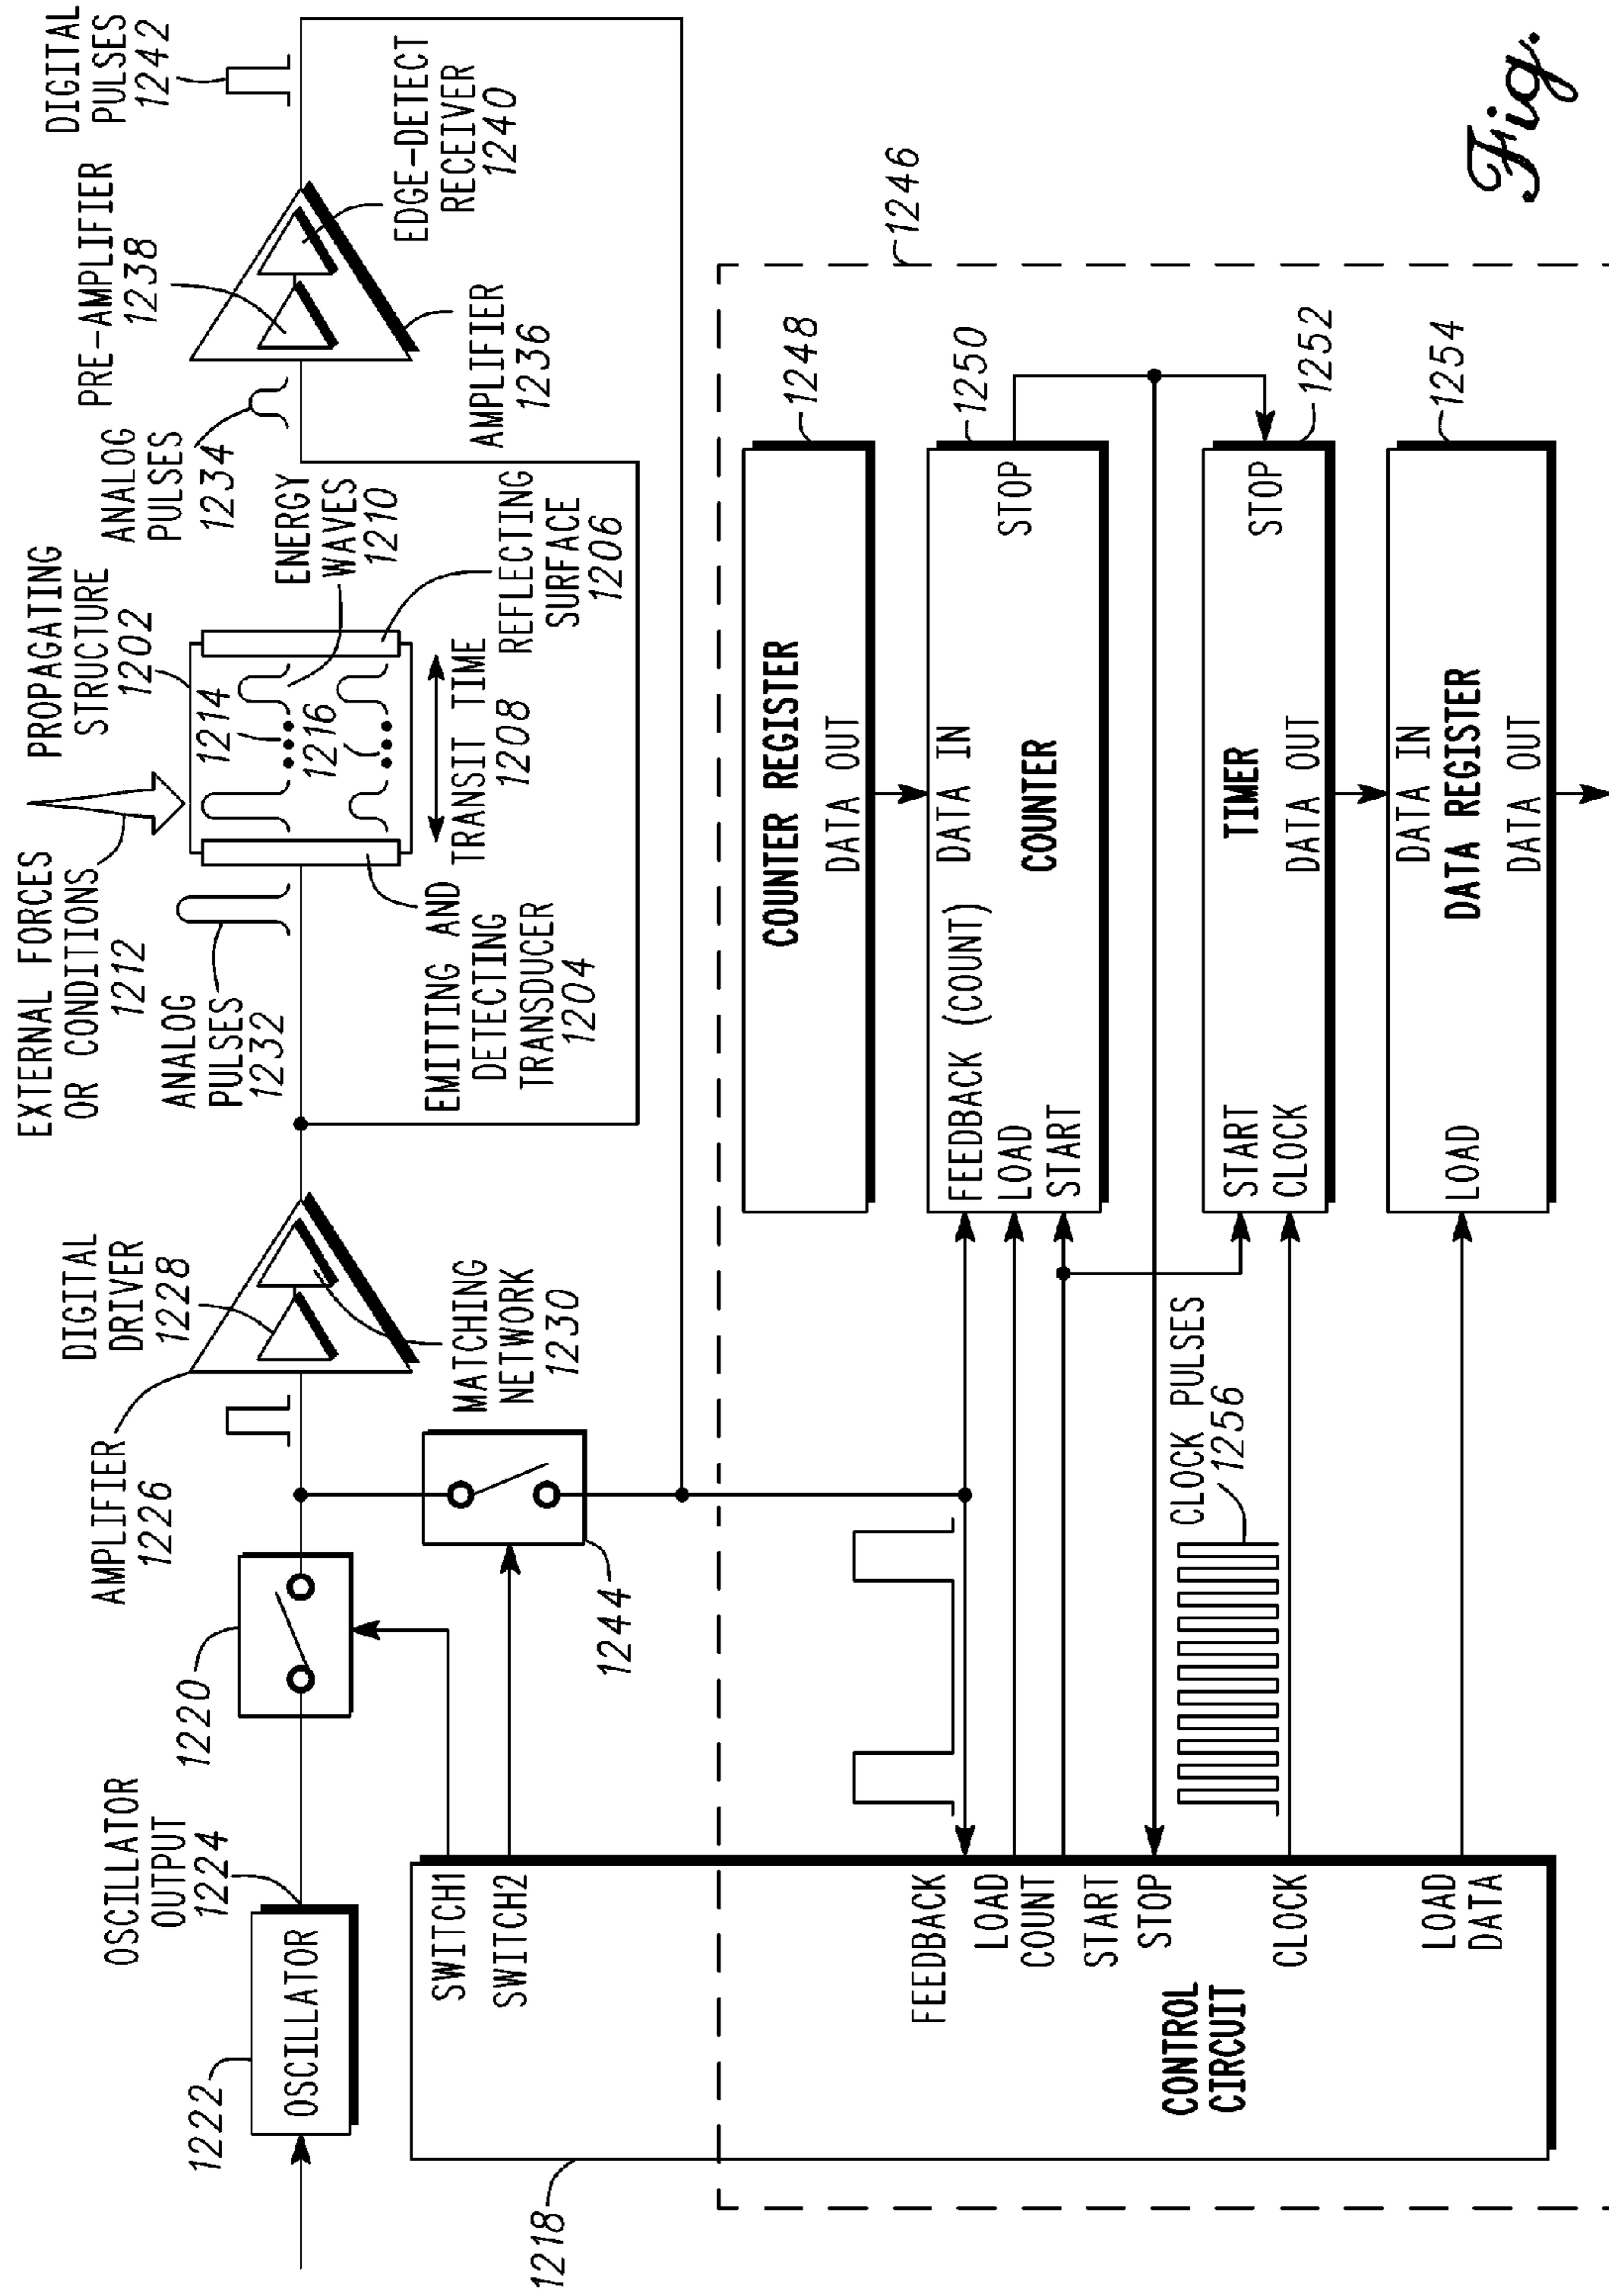 EXTERNAL FORCES
OR CONDITIONS
1212
PROPAGATING
STRUCTURE
1202
ANALOG
PULSES
1234
PRE-AMPLIFIER
1238
DIGITAL
PULSES
1242
ANALOG
PULSES
1232
1214
1216
ENERGY
WAVES
1210
EDGE-DETECT
RECEIVER
1240
EMITTING AND
DETECTING
TRANSDUCER
1204
TRANSIT TIME
1208
REFLECTING
SURFACE
1206
AMPLIFIER
1236
OSCILLATOR
OUTPUT
1224
1222
OSCILLATOR
1220
AMPLIFIER
1226
DIGITAL
DRIVER
1228
MATCHING
NETWORK
1230
1244
1218
SWITCH1
SWITCH2
FEEDBACK
LOAD
COUNT
START
STOP
CLOCK
LOAD
DATA
CONTROL
CIRCUIT
CLOCK PULSES
1256
1246
COUNTER REGISTER
DATA OUT
1248
FEEDBACK (COUNT)
DATA IN
LOAD
START
COUNTER
STOP
1250
START
CLOCK
TIMER
DATA OUT
STOP
1252
LOAD
DATA IN
DATA REGISTER
DATA OUT
1254
Fig.